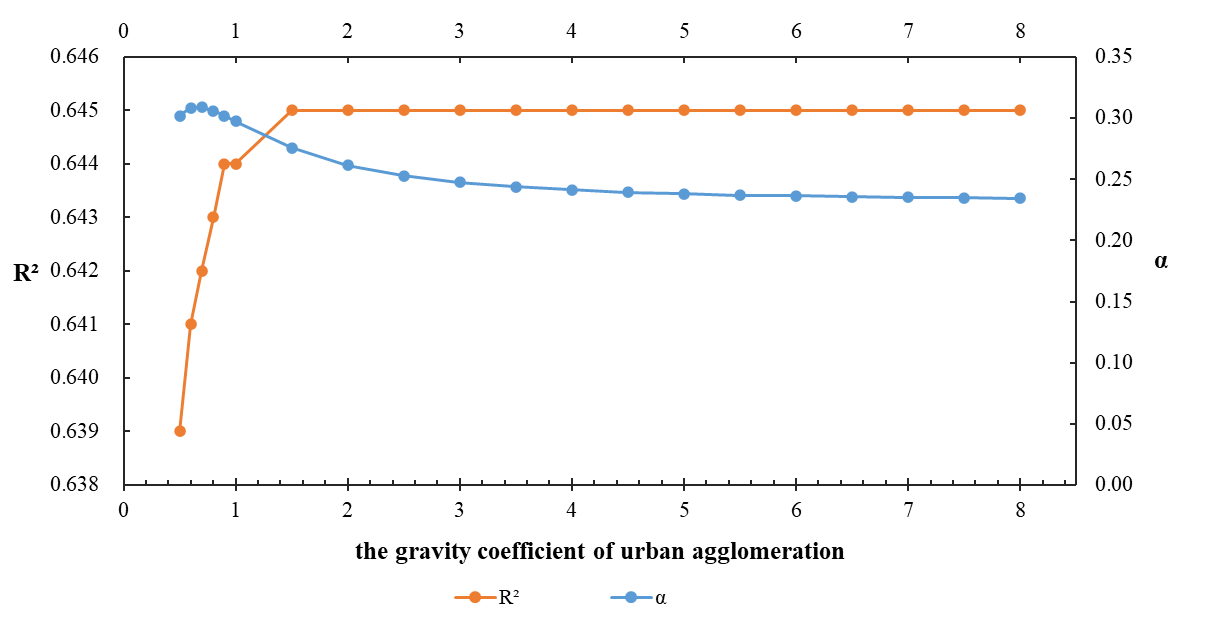 0 1 2 3 4 5 6 7 8
0.646 0.35
0.645 0.30
0.644 0.25
0.643 0.20
R² 0.642 α
0.641 0.15
0.640 0.10
0.639 0.05
0.638 0.00
0 1 2 3 4 5 6 7 8
the gravity coefficient of urban agglomeration
R² α